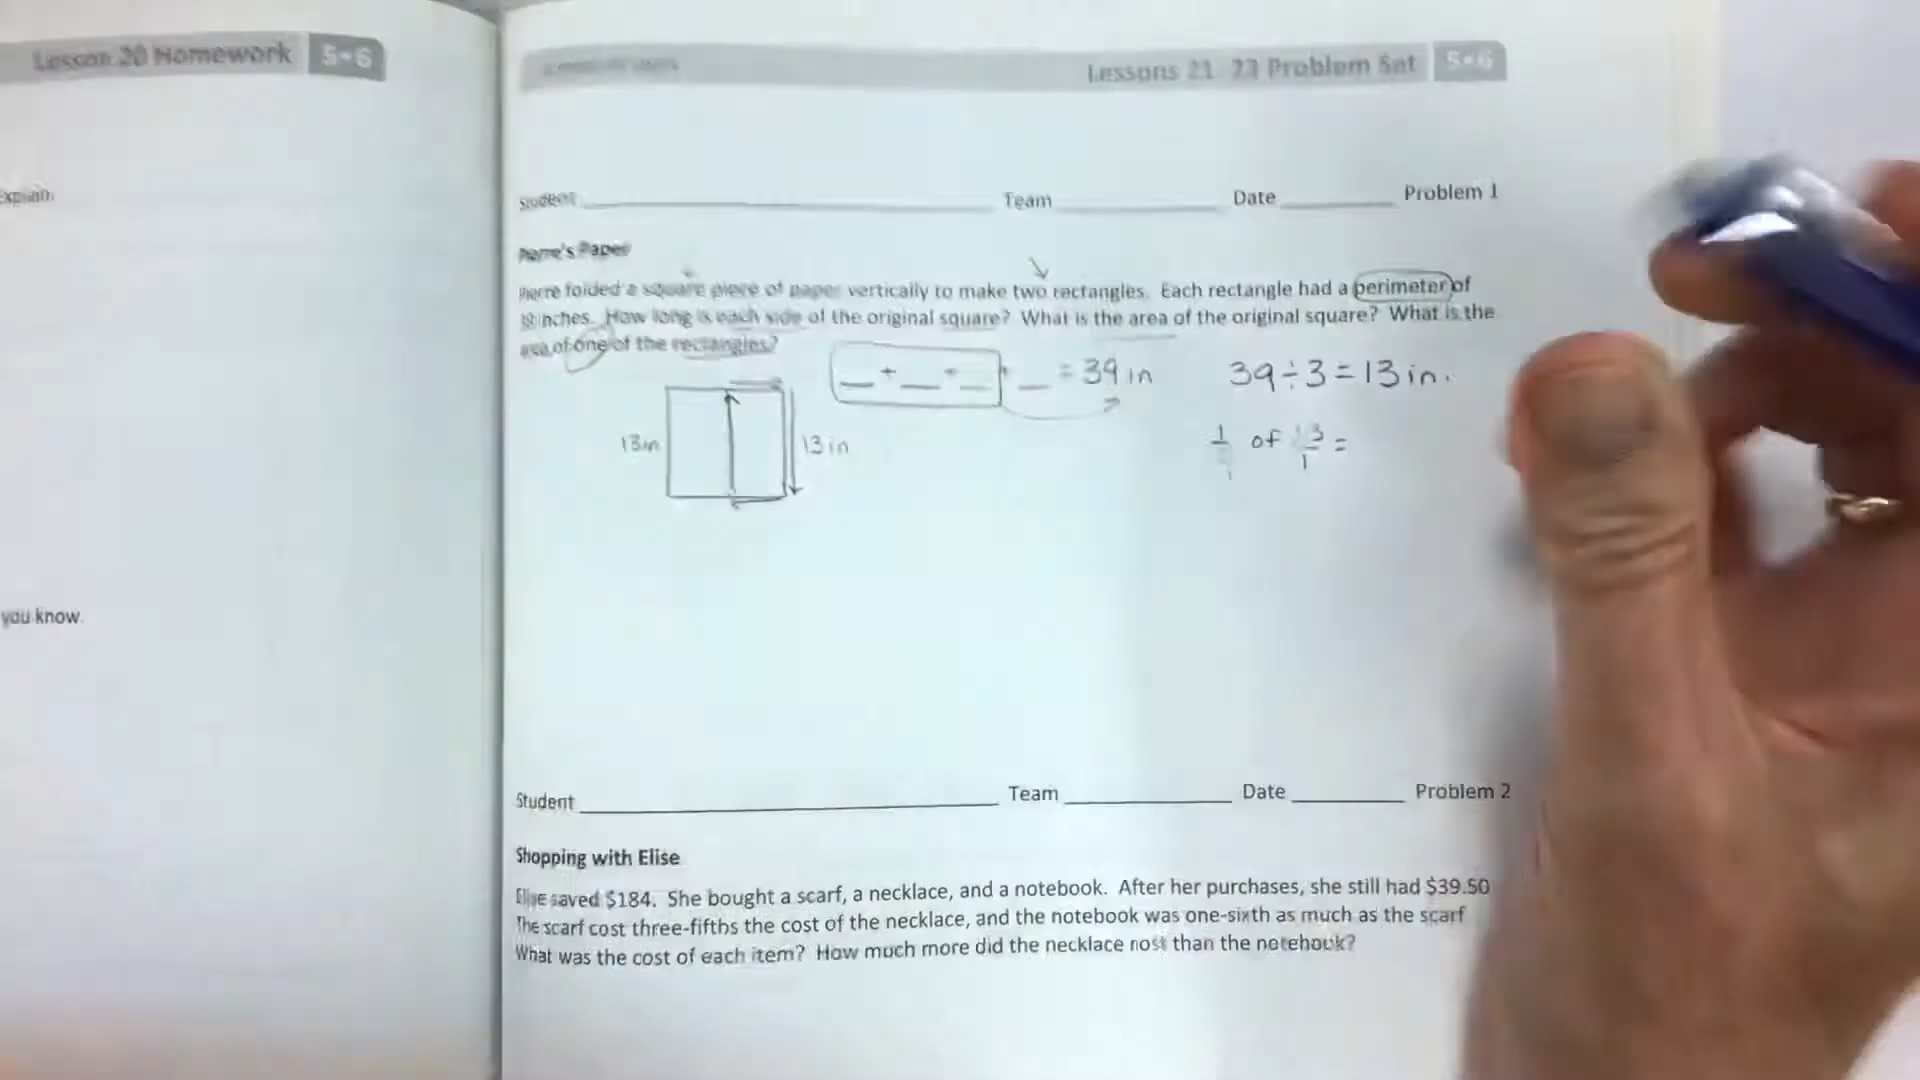 Lesson 20 Homework 5•6
Lessons 21 23 Problem Set 5•6
Explain
Student Team Date Problem 1
Pierre's Paper
Pierre folded a square piece of paper vertically to make two rectangles. Each rectangle had a perimeter of
inches. How long is each side of the original square? What is the area of the original square? What is the
area of one of the rectangles?
__ + __ + __ + __ = 39 in
39 ÷ 3 = 13 in.
13in
13 in
1 of 13 =
1
you know.
Student Team Date Problem 2
Shopping with Elise
Elise saved $184. She bought a scarf, a necklace, and a notebook. After her purchases, she still had $39.50
The scarf cost three-fifths the cost of the necklace, and the notebook was one-sixth as much as the scarf
What was the cost of each item? How much more did the necklace cost than the notebook?